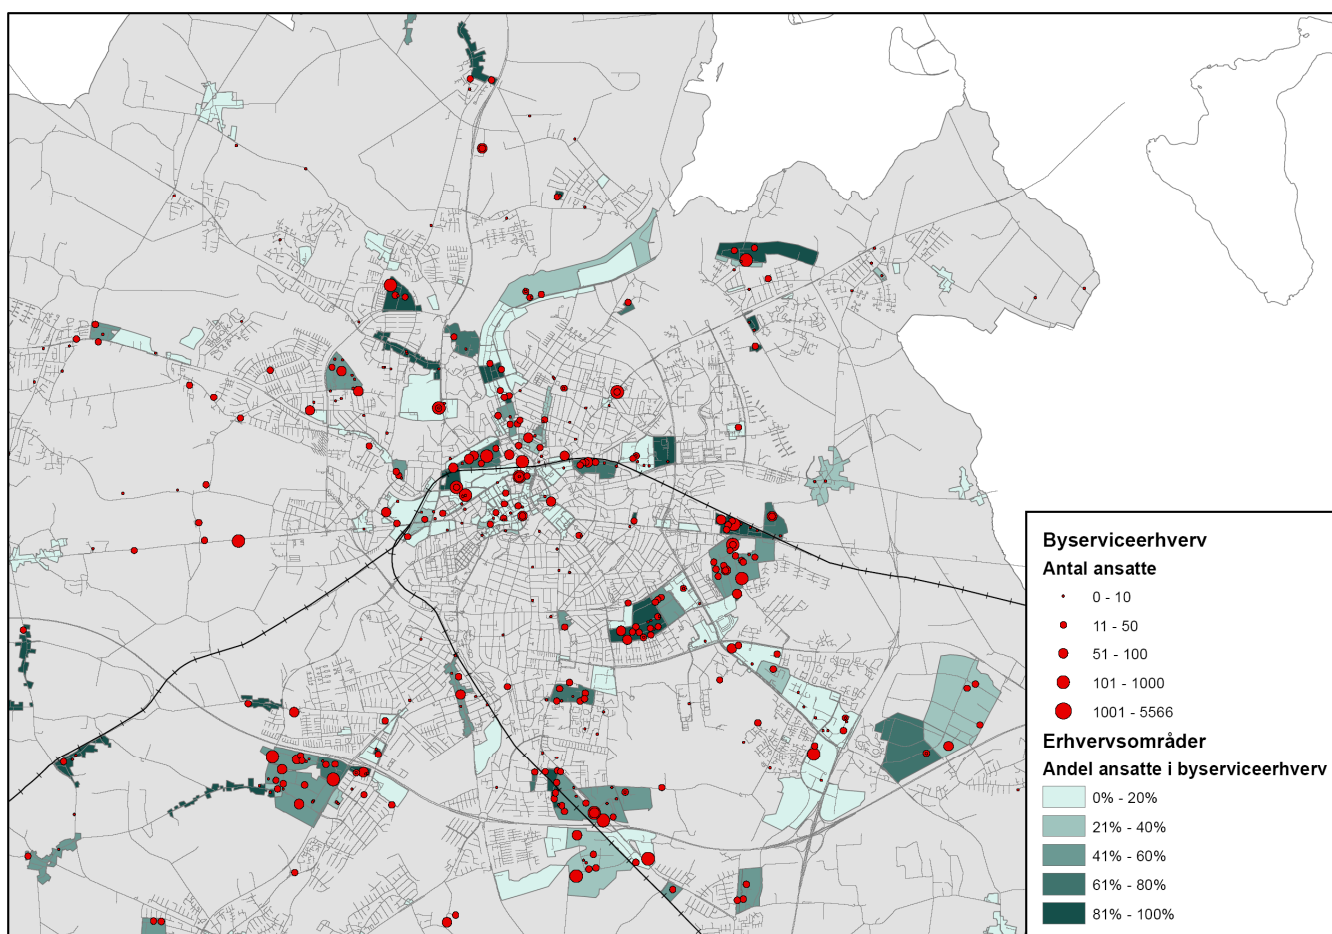 Byserviceerhverv
Antal ansatte
0 - 10
11 - 50
51 - 100
101 - 1000
1001 - 5566
Erhvervsområder
Andel ansatte i byserviceerhverv
0% - 20%
21% - 40%
41% - 60%
61% - 80%
81% - 100%